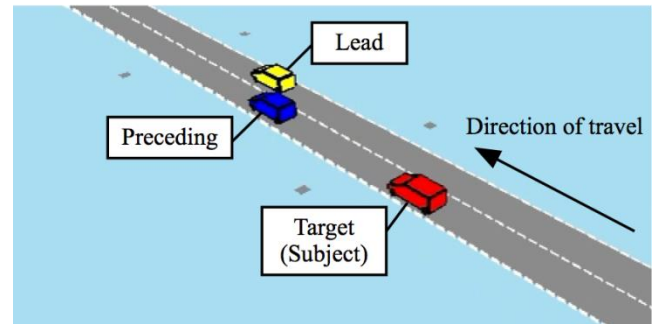 Lead
Preceding
Direction of travel
Target
(Subject)